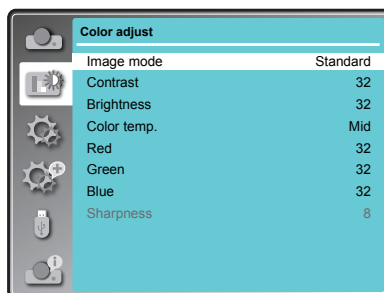 Color adjust
Image mode Standard
Contrast 32
Brightness 32
Color temp. Mid
Red 32
Green 32
Blue 32
Sharpness 8